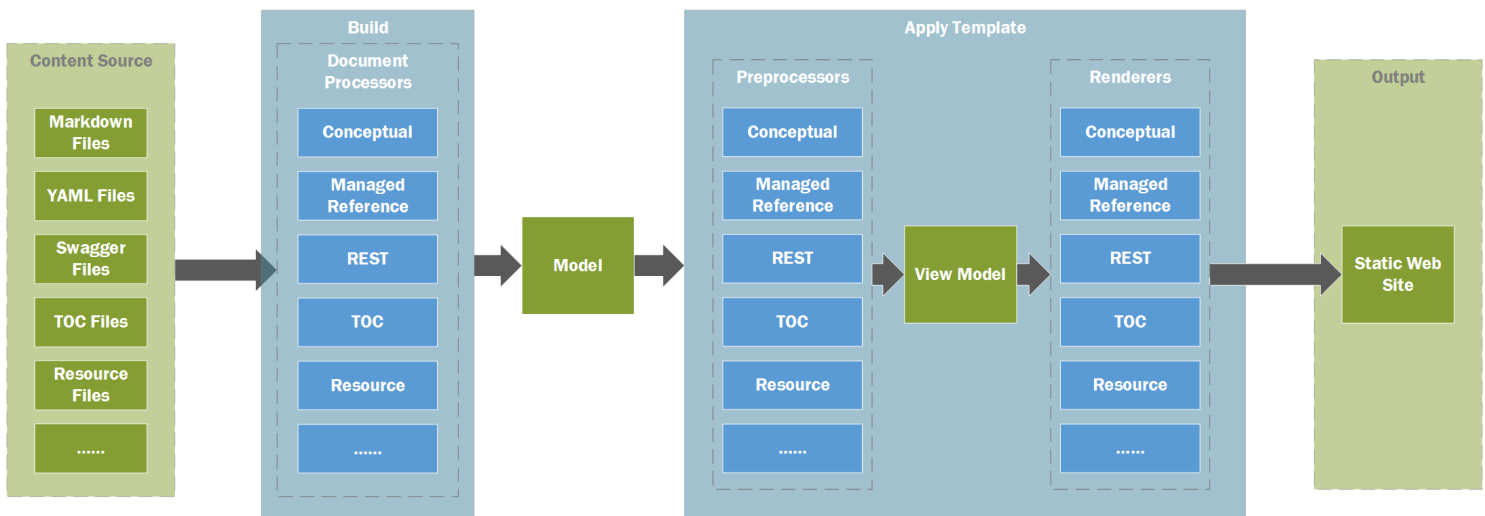 Content Source
Markdown
Files
YAML Files
Swagger
Files
TOC Files
Resource
Files
......
Build
Document
Processors
Conceptual
Managed
Reference
REST
TOC
Resource
......
Model
Apply Template
Preprocessors
Conceptual
Managed
Reference
REST
TOC
Resource
......
View Model
Renderers
Conceptual
Managed
Reference
REST
TOC
Resource
......
Output
Static Web
Site